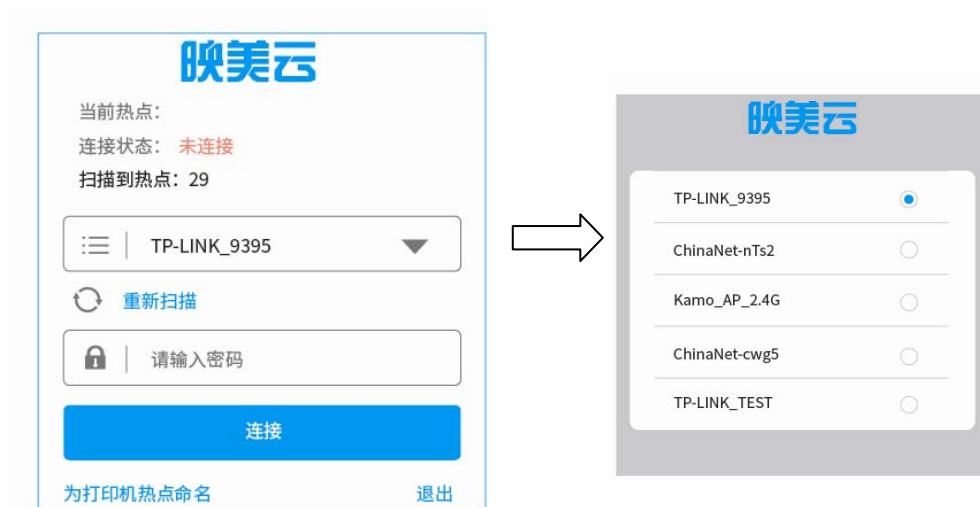 映美云
当前热点：
连接状态： 未连接
扫描到热点：29
TP-LINK_9395
重新扫描
请输入密码
连接
为打印机热点命名 退出
映美云
TP-LINK_9395
ChinaNet-nTs2
Kamo_AP_2.4G
ChinaNet-cwg5
TP-LINK_TEST